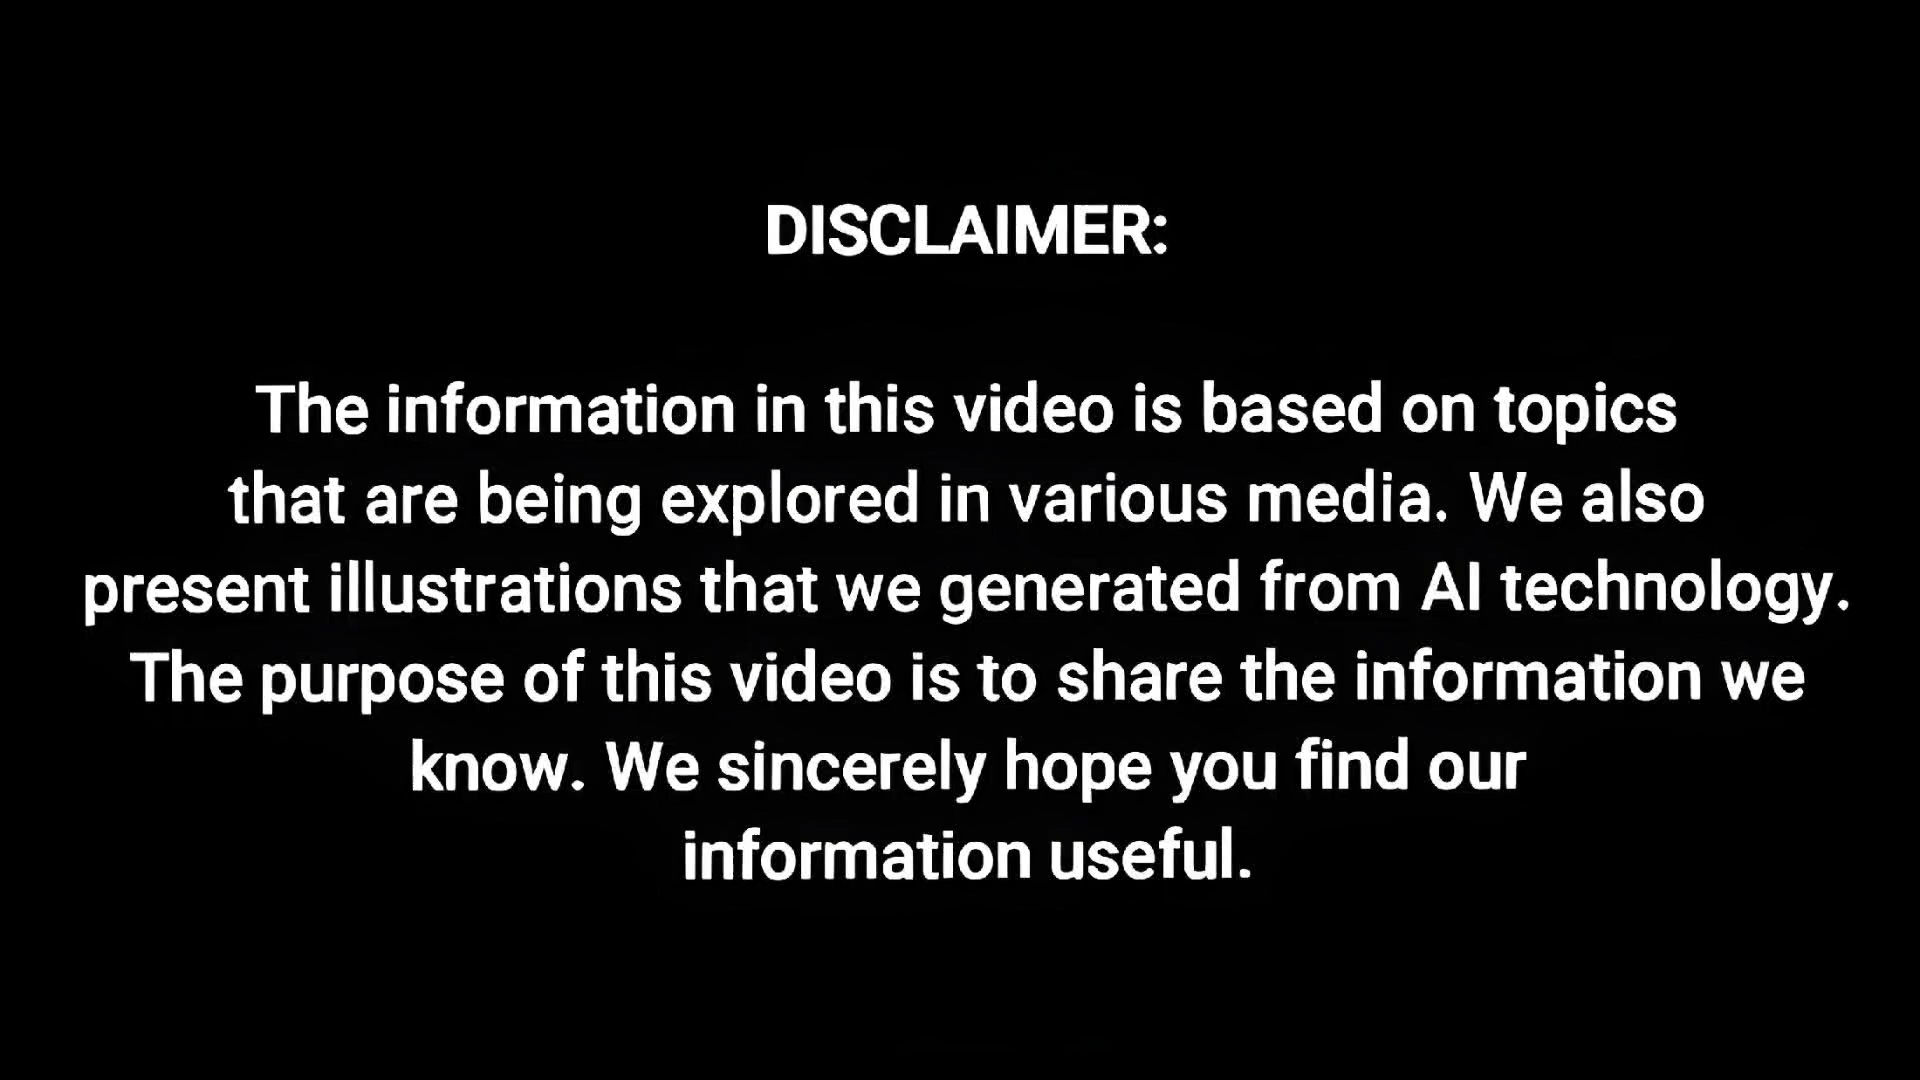 DISCLAIMER:
The information in this video is based on topics
that are being explored in various media. We also
present illustrations that we generated from AI technology.
The purpose of this video is to share the information we
know. We sincerely hope you find our
information useful.